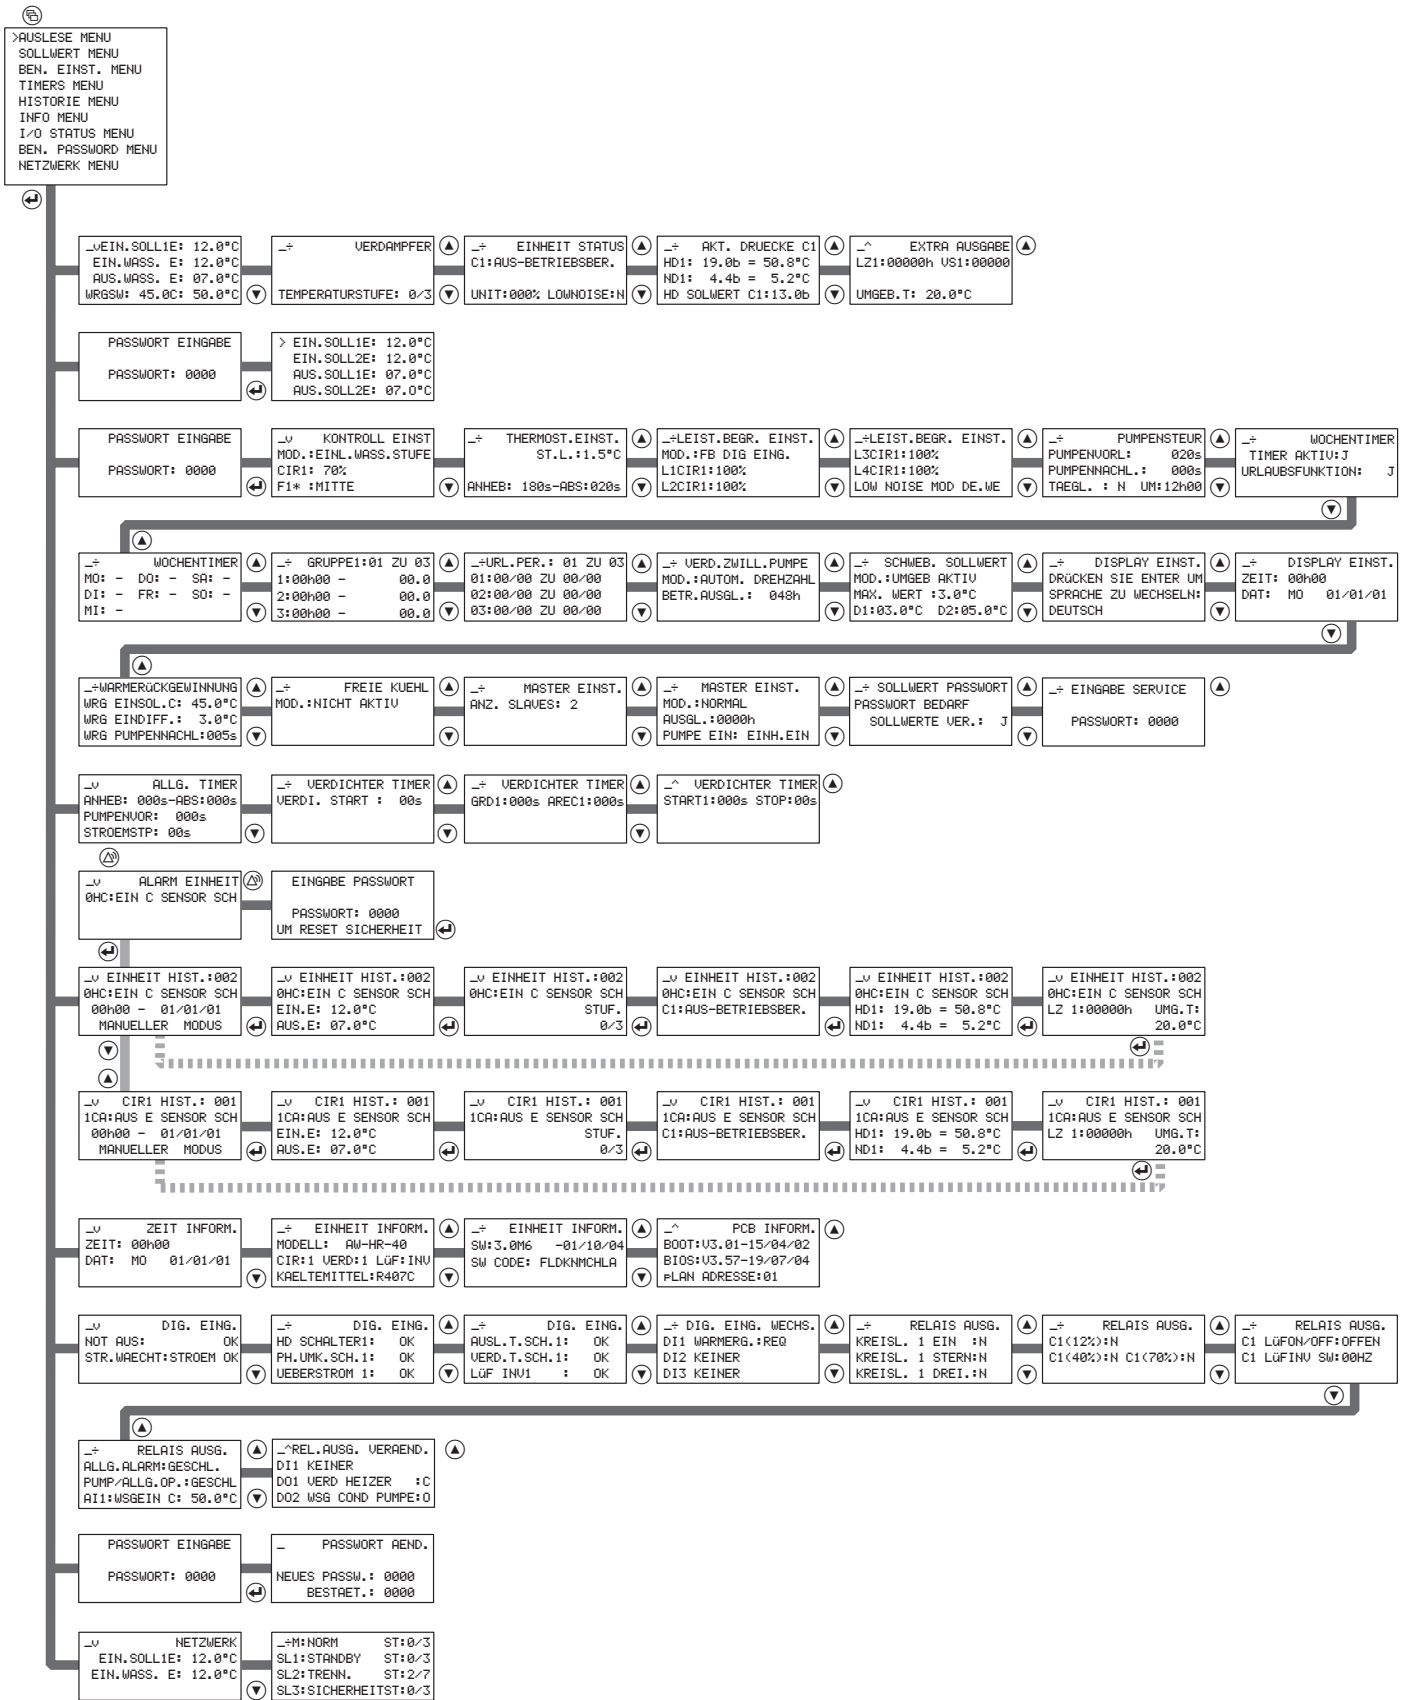 >AUSLESE MENU
SOLLWERT MENU
BEN. EINST. MENU
TIMERS MENU
HISTORIE MENU
INFO MENU
I/O STATUS MENU
BEN. PASSWORD MENU
NETZWERK MENU
_vEIN.SOLL1E: 12.0°C
EIN.WASS. E: 12.0°C
AUS.WASS. E: 07.0°C
WRGSW: 45.0C: 50.0°C
_÷ VERDAMPFER
TEMPERATURSTUFE: 0/3
_÷ EINHEIT STATUS
C1:AUS-BETRIEBSBER.
UNIT:000% LOWNOISE:N
_÷ AKT. DRUECKE C1
HD1: 19.0b = 50.8°C
ND1: 4.4b = 5.2°C
HD SOLWERT C1:13.0b
_^ EXTRA AUSGABE
LZ1:00000h VS1:00000
UMGEB.T: 20.0°C
PASSWORT EINGABE
PASSWORT: 0000
> EIN.SOLL1E: 12.0°C
EIN.SOLL2E: 12.0°C
AUS.SOLL1E: 07.0°C
AUS.SOLL2E: 07.0°C
PASSWORT EINGABE
PASSWORT: 0000
_v KONTROLL EINST
MOD.:EINL.WASS.STUFE
CIR1: 70%
F1* :MITTE
_÷ THERMOST.EINST.
ST.L.:1.5°C
ANHEB: 180s-ABS:020s
_÷LEIST.BEGR. EINST.
MOD.:FB DIG EING.
L1CIR1:100%
L2CIR1:100%
_÷LEIST.BEGR. EINST.
L3CIR1:100%
L4CIR1:100%
LOW NOISE MOD DE.WE
_÷ PUMPENSTEUR
PUMPENVORL: 020s
PUMPENNACHL.: 000s
TAEGL. : N UM:12h00
_÷ WOCHENTIMER
TIMER AKTIV:J
URLAUBSFUNKTION: J
_÷ WOCHENTIMER
MO: - DO: - SA: -
DI: - FR: - SO: -
MI: -
_÷ GRUPPE1:01 ZU 03
1:00h00 - 00.0
2:00h00 - 00.0
3:00h00 - 00.0
_÷URL.PER.: 01 ZU 03
01:00/00 ZU 00/00
02:00/00 ZU 00/00
03:00/00 ZU 00/00
_÷ VERD.ZWILL.PUMPE
MOD.:AUTOM. DREHZAHL
BETR.AUSGL.: 048h
_÷ SCHWEB. SOLLWERT
MOD.:UMGEB AKTIV
MAX. WERT :3.0°C
D1:03.0°C D2:05.0°C
_÷ DISPLAY EINST.
DRüCKEN SIE ENTER UM
SPRACHE ZU WECHSELN:
DEUTSCH
_÷ DISPLAY EINST.
ZEIT: 00h00
DAT: MO 01/01/01
_÷WARMERüCKGEWINNUNG
WRG EINSOL.C: 45.0°C
WRG EINDIFF.: 3.0°C
WRG PUMPENNACHL:005s
_÷ FREIE KUEHL
MOD.:NICHT AKTIV
_÷ MASTER EINST.
ANZ. SLAVES: 2
_÷ MASTER EINST.
MOD.:NORMAL
AUSGL.:0000h
PUMPE EIN: EINH.EIN
_÷ SOLLWERT PASSWORT
PASSWORT BEDARF
SOLLWERTE VER.: J
_÷ EINGABE SERVICE
PASSWORT: 0000
_v ALLG. TIMER
ANHEB: 000s-ABS:000s
PUMPENVOR: 000s
STROEMSTP: 00s
_÷ VERDICHTER TIMER
VERDI. START : 00s
_÷ VERDICHTER TIMER
GRD1:000s AREC1:000s
_^ VERDICHTER TIMER
START1:000s STOP:00s
_v ALARM EINHEIT
0HC:EIN C SENSOR SCH
EINGABE PASSWORT
PASSWORT: 0000
UM RESET SICHERHEIT
_v EINHEIT HIST.:002
0HC:EIN C SENSOR SCH
00h00 - 01/01/01
MANUELLER MODUS
_v EINHEIT HIST.:002
0HC:EIN C SENSOR SCH
EIN.E: 12.0°C
AUS.E: 07.0°C
_v EINHEIT HIST.:002
0HC:EIN C SENSOR SCH
STUF.
0/3
_v EINHEIT HIST.:002
0HC:EIN C SENSOR SCH
C1:AUS-BETRIEBSBER.
_v EINHEIT HIST.:002
0HC:EIN C SENSOR SCH
HD1: 19.0b = 50.8°C
ND1: 4.4b = 5.2°C
_v EINHEIT HIST.:002
0HC:EIN C SENSOR SCH
LZ 1:00000h UMG.T:
20.0°C
_v CIR1 HIST.: 001
1CA:AUS E SENSOR SCH
00h00 - 01/01/01
MANUELLER MODUS
_v CIR1 HIST.: 001
1CA:AUS E SENSOR SCH
EIN.E: 12.0°C
AUS.E: 07.0°C
_v CIR1 HIST.: 001
1CA:AUS E SENSOR SCH
STUF.
0/3
_v CIR1 HIST.: 001
1CA:AUS E SENSOR SCH
C1:AUS-BETRIEBSBER.
_v CIR1 HIST.: 001
1CA:AUS E SENSOR SCH
HD1: 19.0b = 50.8°C
ND1: 4.4b = 5.2°C
_v CIR1 HIST.: 001
1CA:AUS E SENSOR SCH
LZ 1:00000h UMG.T:
20.0°C
_v ZEIT INFORM.
ZEIT: 00h00
DAT: MO 01/01/01
_÷ EINHEIT INFORM.
MODELL: AW-HR-40
CIR:1 VERD:1 LüF:INV
KAELTEMITTEL:R407C
_÷ EINHEIT INFORM.
SW:3.0M6 -01/10/04
SW CODE: FLDKNMCHLA
_^ PCB INFORM.
BOOT:V3.01-15/04/02
BIOS:V3.57-19/07/04
pLAN ADRESSE:01
_v DIG. EING.
NOT AUS: OK
STR.WAECHT:STROEM OK
_÷ DIG. EING.
HD SCHALTER1: OK
PH.UMK.SCH.1: OK
UEBERSTROM 1: OK
_÷ DIG. EING.
AUSL.T.SCH.1: OK
VERD.T.SCH.1: OK
LüF INV1 : OK
_÷ DIG. EING. WECHS.
DI1 WARMERG.:REQ
DI2 KEINER
DI3 KEINER
_÷ RELAIS AUSG.
KREISL. 1 EIN :N
KREISL. 1 STERN:N
KREISL. 1 DREI.:N
_÷ RELAIS AUSG.
C1(12%):N
C1(40%):N C1(70%):N
_÷ RELAIS AUSG.
C1 LüFON/OFF:OFFEN
C1 LüFINV SW:00HZ
_÷ RELAIS AUSG.
ALLG.ALARM:GESCHL.
PUMP/ALLG.OP.:GESCHL
AI1:WSGEIN C: 50.0°C
_^REL.AUSG. VERAEND.
DI1 KEINER
DO1 VERD HEIZER :C
DO2 WSG COND PUMPE:O
PASSWORT EINGABE
PASSWORT: 0000
_ PASSWORT AEND.
NEUES PASSW.: 0000
BESTAET.: 0000
_v NETZWERK
EIN.SOLL1E: 12.0°C
EIN.WASS. E: 12.0°C
_÷M:NORM ST:0/3
SL1:STANDBY ST:0/3
SL2:TRENN. ST:2/7
SL3:SICHERHEITST:0/3